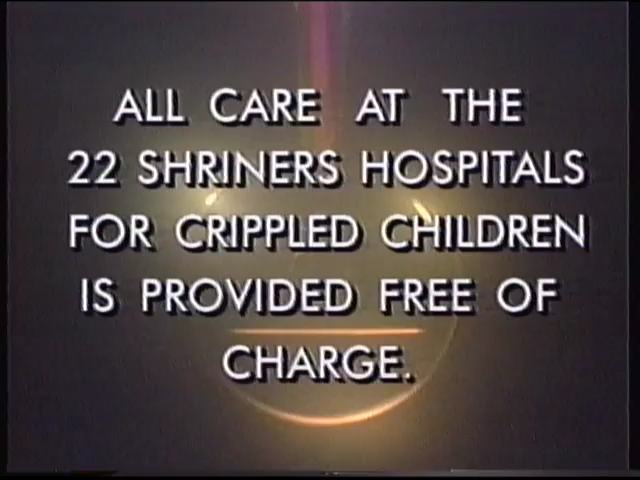 ALL CARE AT THE
22 SHRINERS HOSPITALS
FOR CRIPPLED CHILDREN
IS PROVIDED FREE OF
CHARGE.